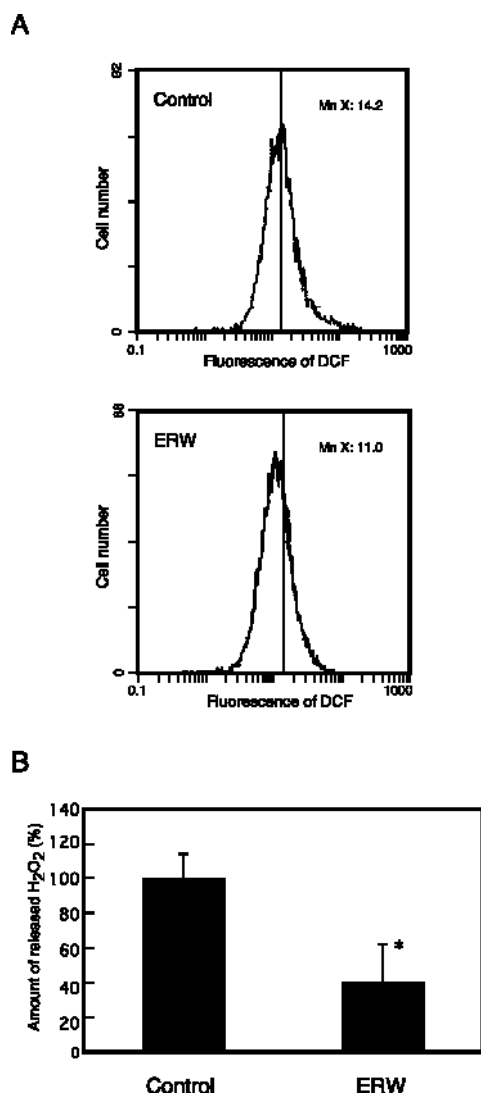 A
82
Control
Mn X: 14.2
Cell number
0
0.1
1000
Fluorescence of DCF
68
ERW
Mn X: 11.0
Cell number
0
0.1
1000
Fluorescence of DCF
B
140
120
100
80
60
40
20
0
Amount of released H₂O₂ (%)
*
Control
ERW